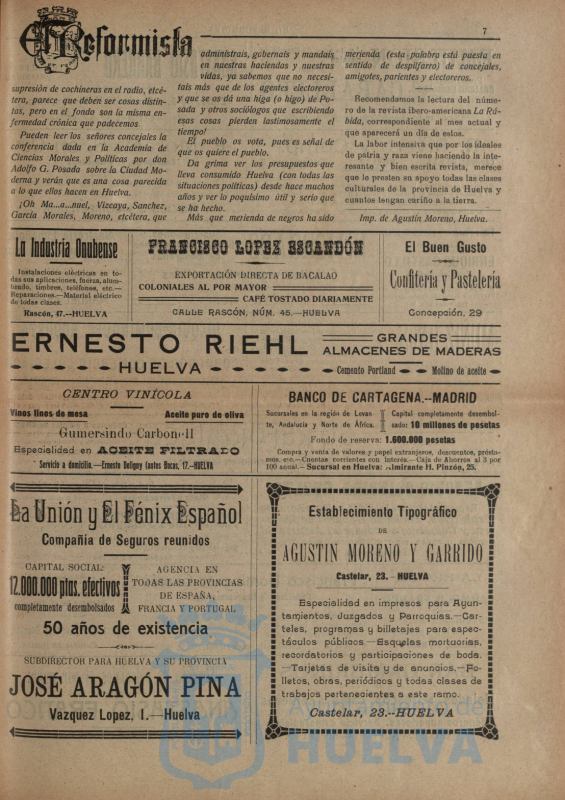 El Reformista
7
supresión de cochineras en el radio, etcé-
tera, parece que deben ser cosas distin-
tas, pero en el fondo son la misma en-
fermedad crónica que padecemos.
Pueden leer los señores concejales la
conferencia dada en la Academia de
Ciencias Morales y Políticas por don
Adolfo G. Posada sobre la Ciudad Mo-
derna y verán que es una cosa parecida
a lo que ellos hacen en Huelva.
¡Oh Ma...a...nuel, Vizcaya, Sanchez,
García Morales, Moreno, etcétera, que
administrais, gobernais y mandais
en nuestras haciendas y nuestras
vidas, ya sabemos que no necesi-
tais más que de los agentes electoreros
y que se os dá una higa (o higo) de Po-
sada y otros sociólogos que escribiendo
esas cosas pierden lastimosamente el
tiempo!
El pueblo os vota, pues es señal de
que os quiere el pueblo.
Da grima ver los presupuestos que
lleva consumido Huelva (con todas las
situaciones políticas) desde hace muchos
años y ver lo poquísimo útil y serio que
se ha hecho.
Más que merienda de negros ha sido
merienda (esta palabra está puesta en
sentido de despilfarro) de concejales,
amigotes, parientes y electoreros.
Recomendamos la lectura del núme-
ro de la revista ibero-americana La Rá-
bida, correspondiente al mes actual y
que aparecerá un día de estos.
La labor intensiva que por los ideales
de pátria y raza viene haciendo la inte-
resante y bien escrita revista, merece
que le presten su apoyo todas las clases
culturales de la provincia de Huelva y
cuantos tengan cariño a la tierra.
Imp. de Agustín Moreno, Huelva.
La Industria Onubense
Instalaciones eléctricas en to-
das sus aplicaciones, fuerza, alum-
brado, timbres, teléfonos, etc.—
Reparaciones.—Material eléctrico
de todas clases.
Rascón, 47.--HUELVA
FRANCISCO LOPEZ ESCANDÓN
EXPORTACIÓN DIRECTA DE BACALAO
COLONIALES AL POR MAYOR
CAFÉ TOSTADO DIARIAMENTE
CALLE RASCÓN, NÚM. 45.—HUELVA
El Buen Gusto
Confitería y Pastelería
Concepción, 29
ERNESTO RIEHL
HUELVA
GRANDES
ALMACENES DE MADERAS
Cemento Portland Molino de aceite
CENTRO VINÍCOLA
Vinos finos de mesa Aceite puro de oliva
Gumersindo Carbonell
Especialidad en ACEITE FILTRADO
Servicio a domicilio.—Ernesto Deligny (antes Bocas, 17.—HUELVA
BANCO DE CARTAGENA.--MADRID
Sucursales en la región de Levan-
te, Andalucía y Norte de África.
Capital completamente desembol-
sado: 10 millones de pesetas
Fondo de reserva: 1.600.000 pesetas
Compra y venta de valores y papel extranjeros, descuentos, présta-
mos, etc.—Cuentas corrientes con interés.—Caja de Ahorros al 3 por
100 anual.— Sucursal en Huelva: Almirante H. Pinzón, 25.
La Unión y El Fénix Español
Compañía de Seguros reunidos
CAPITAL SOCIAL:
12.000.000 ptas. efectivos
completamente desembolsados
AGENCIA EN
TODAS LAS PROVINCIAS
DE ESPAÑA,
FRANCIA Y PORTUGAL
50 años de existencia
SUBDIRECTOR PARA HUELVA Y SU PROVINCIA
JOSÉ ARAGÓN PINA
Vazquez Lopez, 1.—Huelva
Establecimiento Tipográfico
DE
AGUSTIN MORENO Y GARRIDO
Castelar, 23.- HUELVA
Especialidad en impresos para Ayun-
tamientos, Juzgados y Parroquias.—Car-
teles, programas y billetajes para espec-
táculos públicos.—Esquelas mortuorias,
recordatorios y participaciones de boda.
—Tarjetas de visita y de anuncios.—Fo-
lletos, obras, periódicos y todas clases de
trabajos pertenecientes a este ramo.
Castelar, 23.--HUELVA
Ayuntamiento de
HUELVA